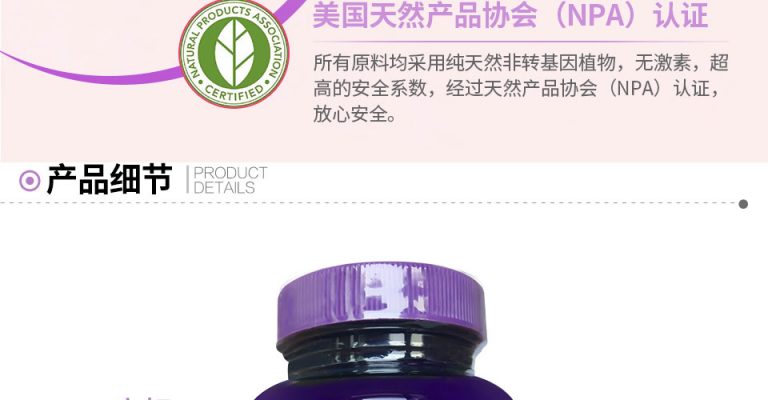 美国天然产品协会（NPA）认证
NATURAL PRODUCTS ASSOCIATION
• CERTIFIED •
所有原料均采用纯天然非转基因植物，无激素，超
高的安全系数，经过天然产品协会（NPA）认证，
放心安全。
产品细节
PRODUCT
DETAILS